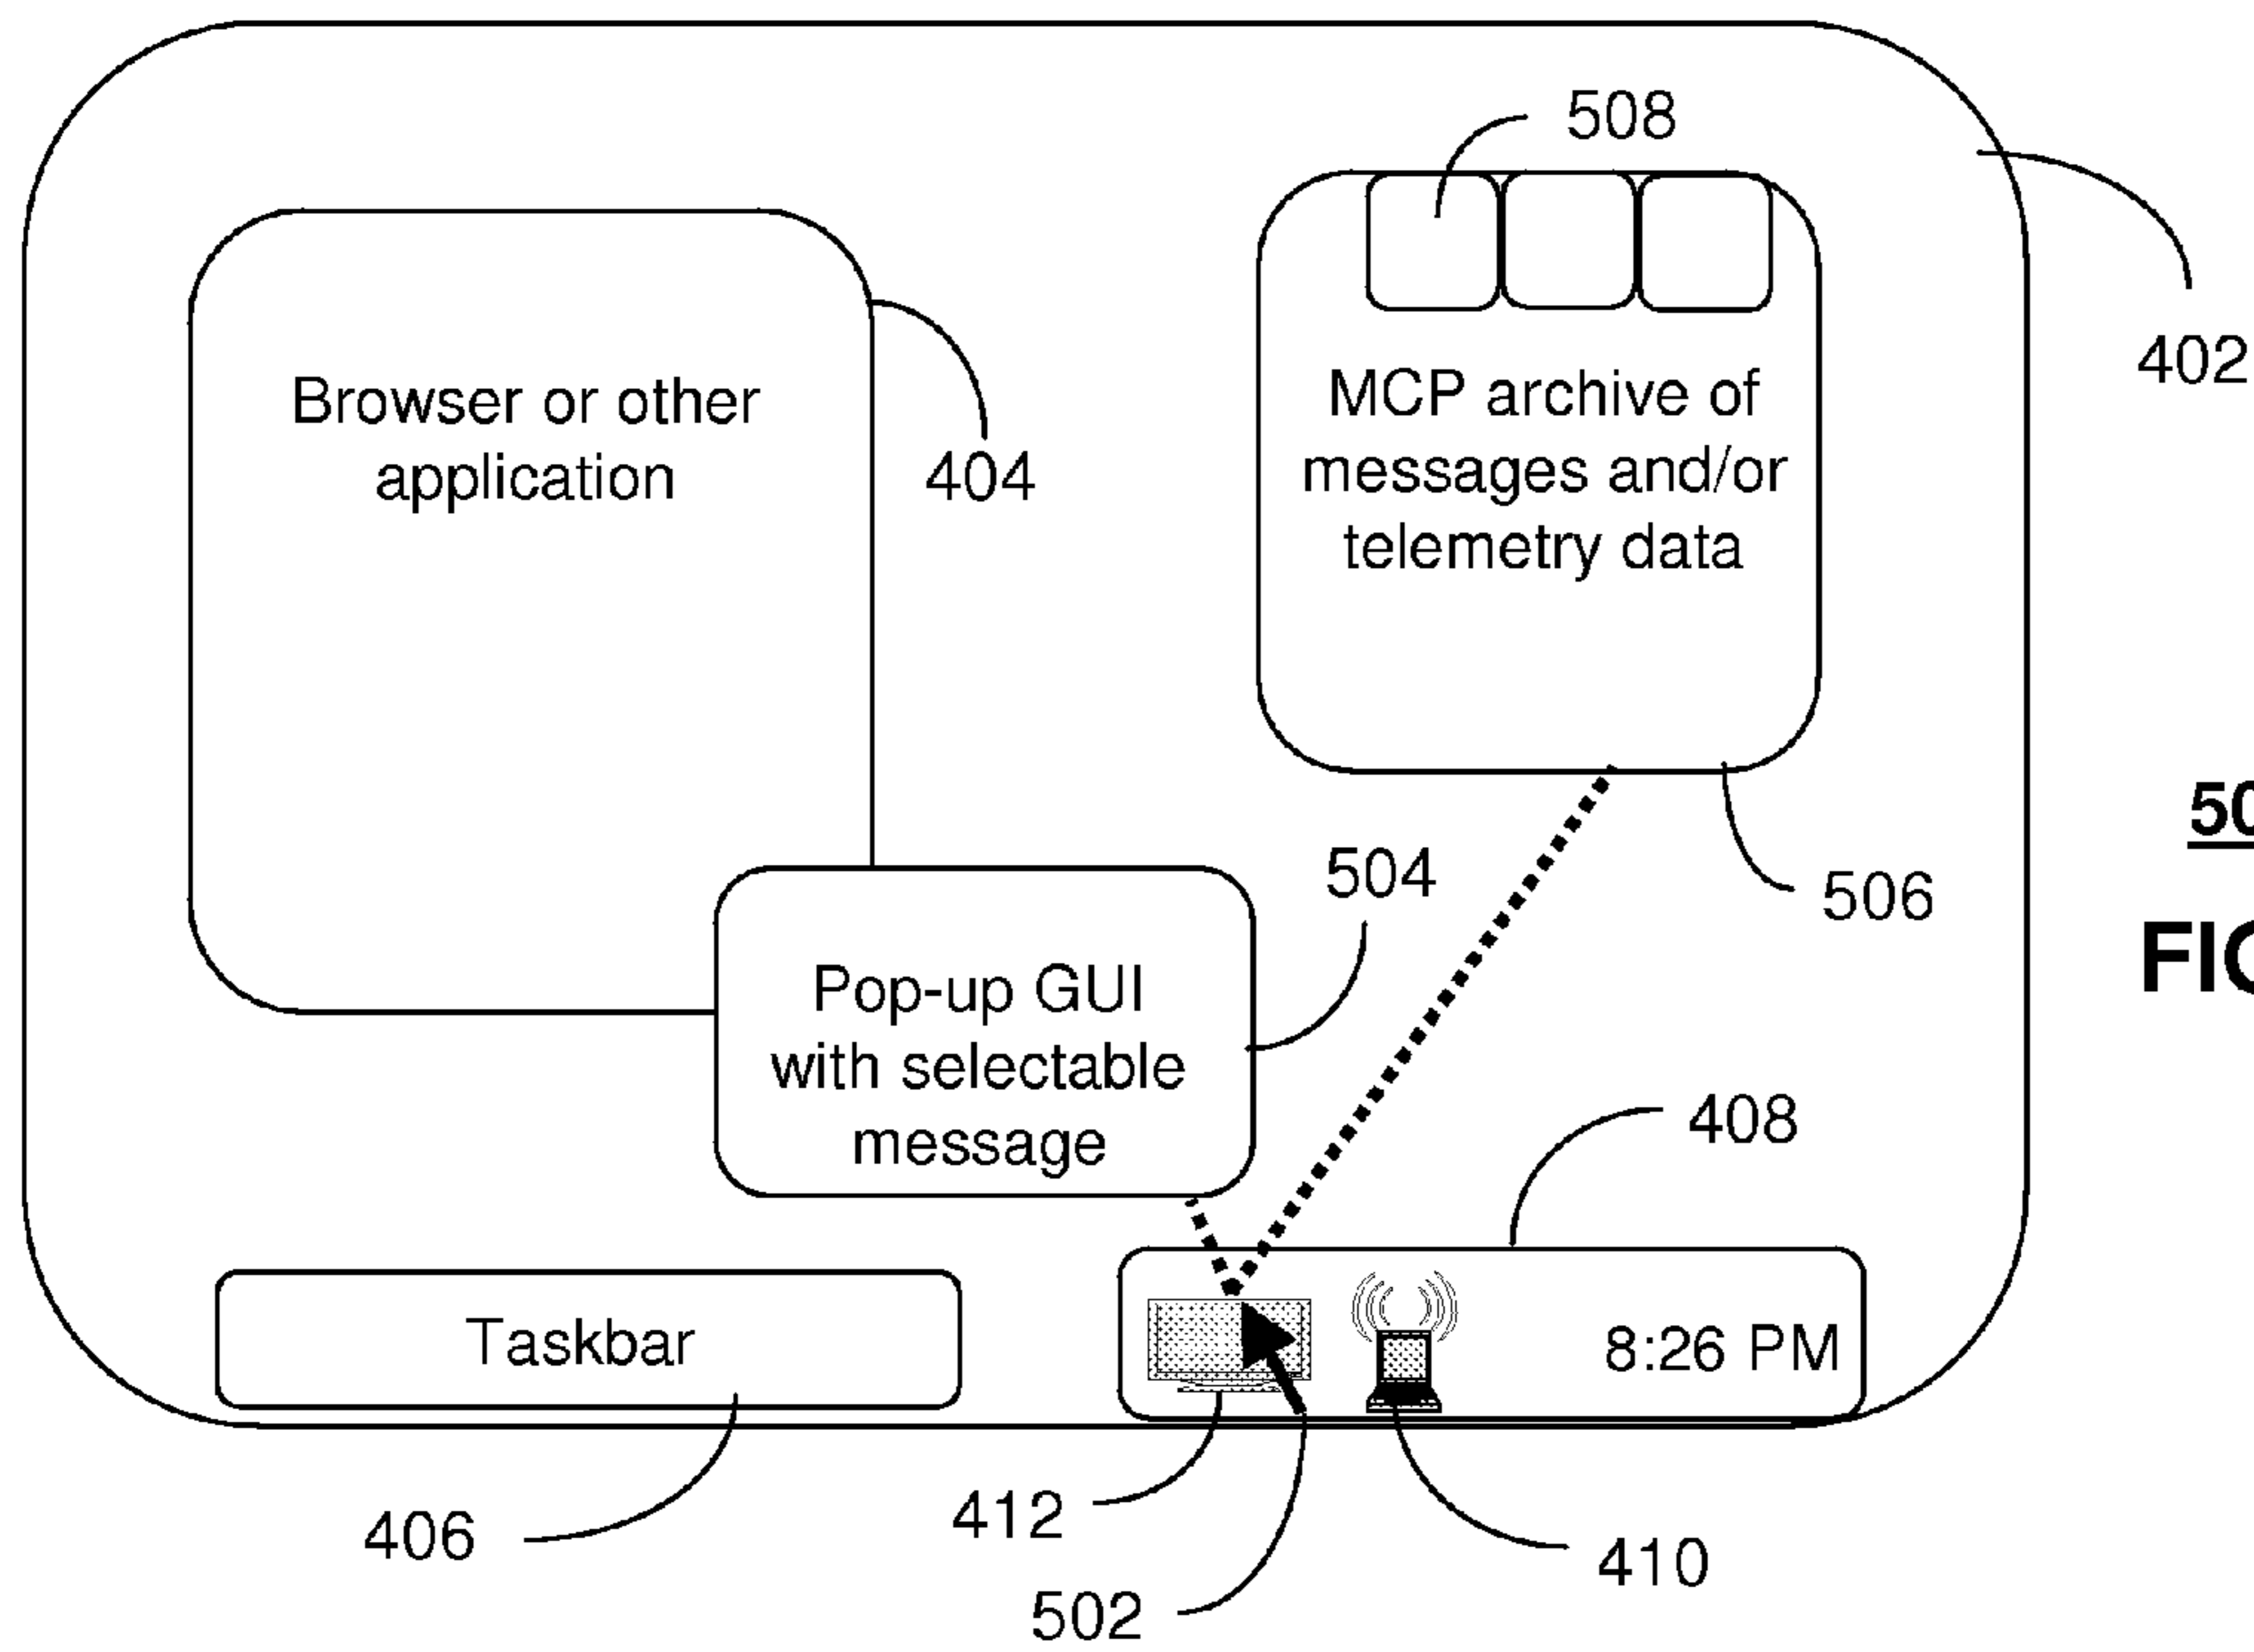 508
402
Browser or other
application
404
MCP archive of
messages and/or
telemetry data
504
506
Pop-up GUI
with selectable
message
408
Taskbar
8:26 PM
406
412
502
410